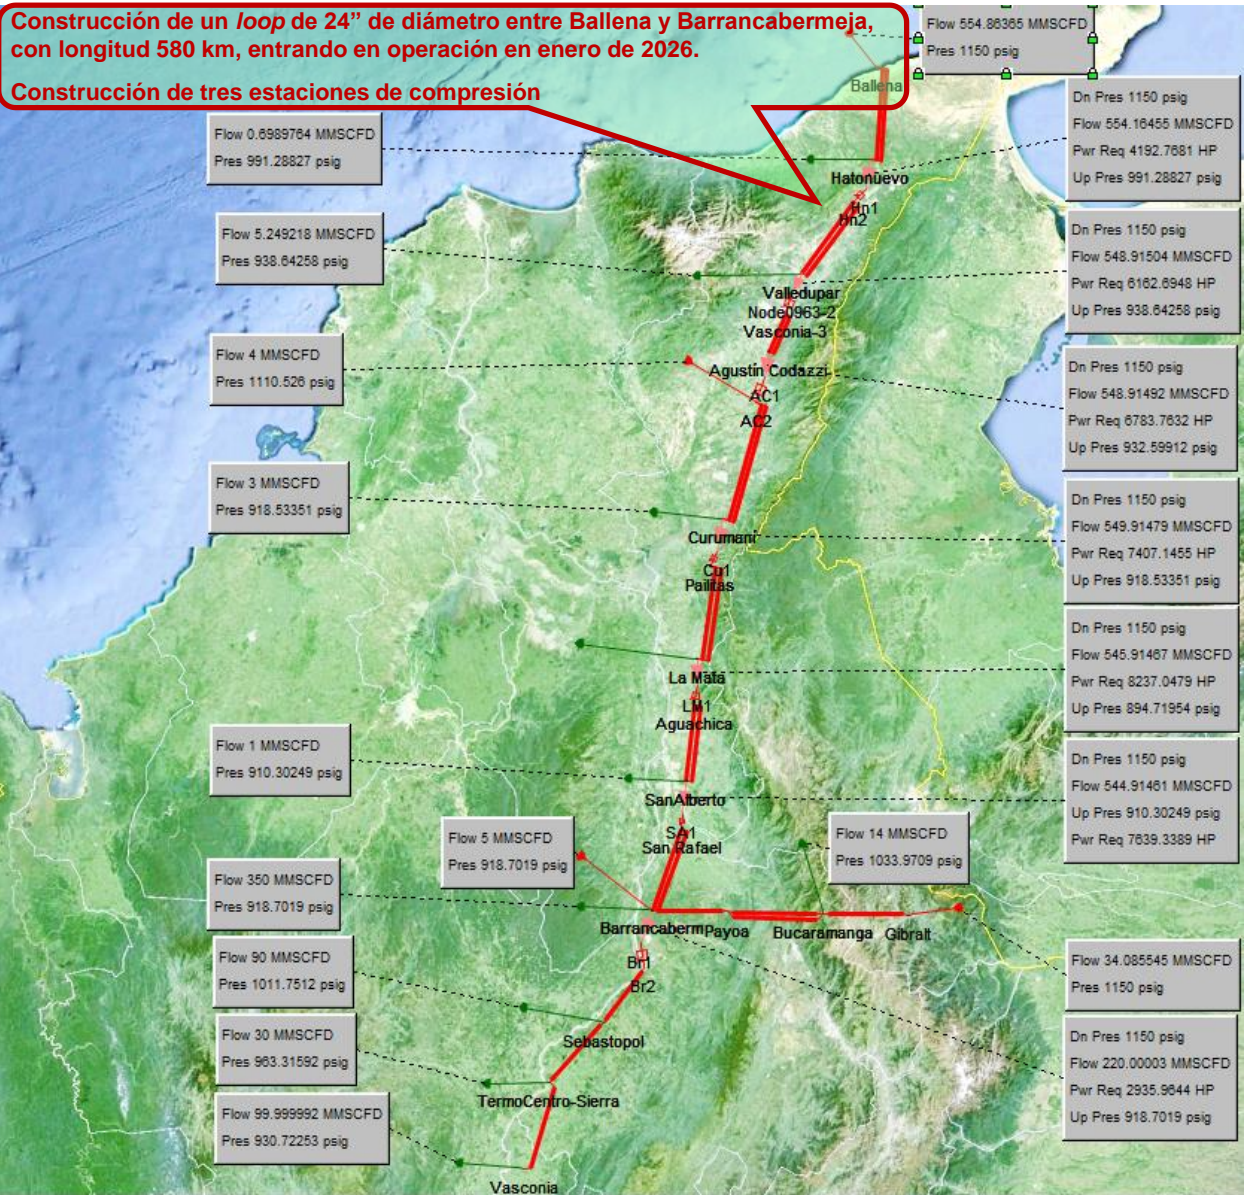 Construcción de un loop de 24” de diámetro entre Ballena y Barrancabermeja,
con longitud 580 km, entrando en operación en enero de 2026.
Construcción de tres estaciones de compresión
Flow 554.86365 MMSCFD
Pres 1150 psig
Ballena
Dn Pres 1150 psig
Flow 554.16455 MMSCFD
Pwr Req 4192.7681 HP
Up Pres 991.28827 psig
Flow 0.6989764 MMSCFD
Pres 991.28827 psig
Hatonuevo
Hn1
Hn2
Dn Pres 1150 psig
Flow 548.91504 MMSCFD
Pwr Req 6162.6948 HP
Up Pres 938.64258 psig
Flow 5.249218 MMSCFD
Pres 938.64258 psig
Valledupar
Node0963-2
Vasconia-3
Flow 4 MMSCFD
Pres 1110.526 psig
Agustin Codazzi
AC1
AC2
Dn Pres 1150 psig
Flow 548.91492 MMSCFD
Pwr Req 6783.7632 HP
Up Pres 932.59912 psig
Flow 3 MMSCFD
Pres 918.53351 psig
Curumani
Cu1
Pailitas
Dn Pres 1150 psig
Flow 549.91479 MMSCFD
Pwr Req 7407.1455 HP
Up Pres 918.53351 psig
La Mata
LM1
Aguachica
Dn Pres 1150 psig
Flow 545.91467 MMSCFD
Pwr Req 8237.0479 HP
Up Pres 894.71954 psig
Flow 1 MMSCFD
Pres 910.30249 psig
SanAlberto
SA1
San Rafael
Dn Pres 1150 psig
Flow 544.91461 MMSCFD
Up Pres 910.30249 psig
Pwr Req 7639.3389 HP
Flow 5 MMSCFD
Pres 918.7019 psig
Flow 14 MMSCFD
Pres 1033.9709 psig
Flow 350 MMSCFD
Pres 918.7019 psig
Barrancaberm
Payoa
Bucaramanga
Gibralt
Br1
Br2
Flow 90 MMSCFD
Pres 1011.7512 psig
Flow 34.085545 MMSCFD
Pres 1150 psig
Sebastopol
Flow 30 MMSCFD
Pres 963.31592 psig
Dn Pres 1150 psig
Flow 220.00003 MMSCFD
Pwr Req 2935.9644 HP
Up Pres 918.7019 psig
TermoCentro-Sierra
Flow 99.999992 MMSCFD
Pres 930.72253 psig
Vasconia